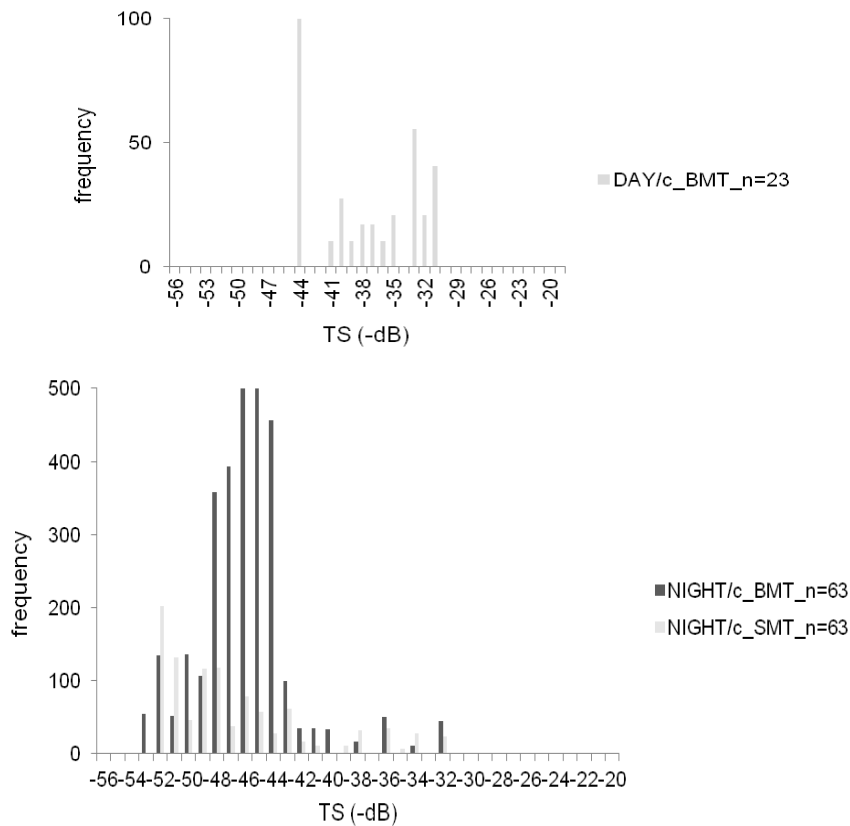 100
50
0
frequency
-56 -53 -50 -47 -44 -41 -38 -35 -32 -29 -26 -23 -20
TS (-dB)
DAY/c_BMT_n=23
500
400
300
200
100
0
frequency
-56-54-52-50-48-46-44-42-40-38-36-34-32-30-28-26-24-22-20
TS (-dB)
NIGHT/c_BMT_n=63
NIGHT/c_SMT_n=63